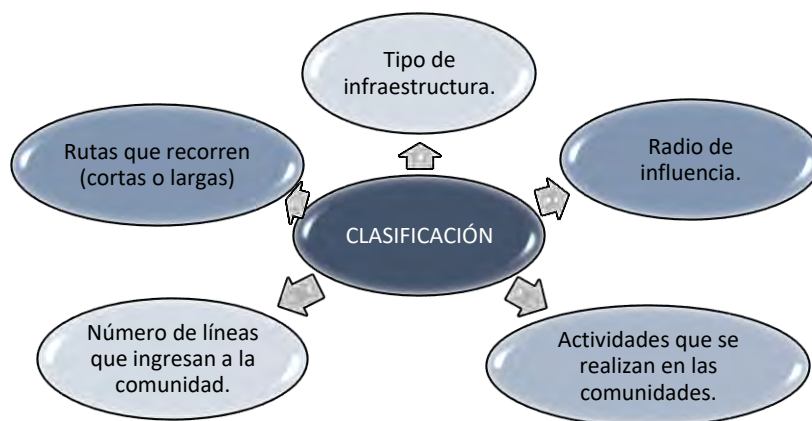 Tipo de
infraestructura.
Rutas que recorren
(cortas o largas)
Radio de
influencia.
CLASIFICACIÓN
Número de líneas
que ingresan a la
comunidad.
Actividades que se
realizan en las
comunidades.